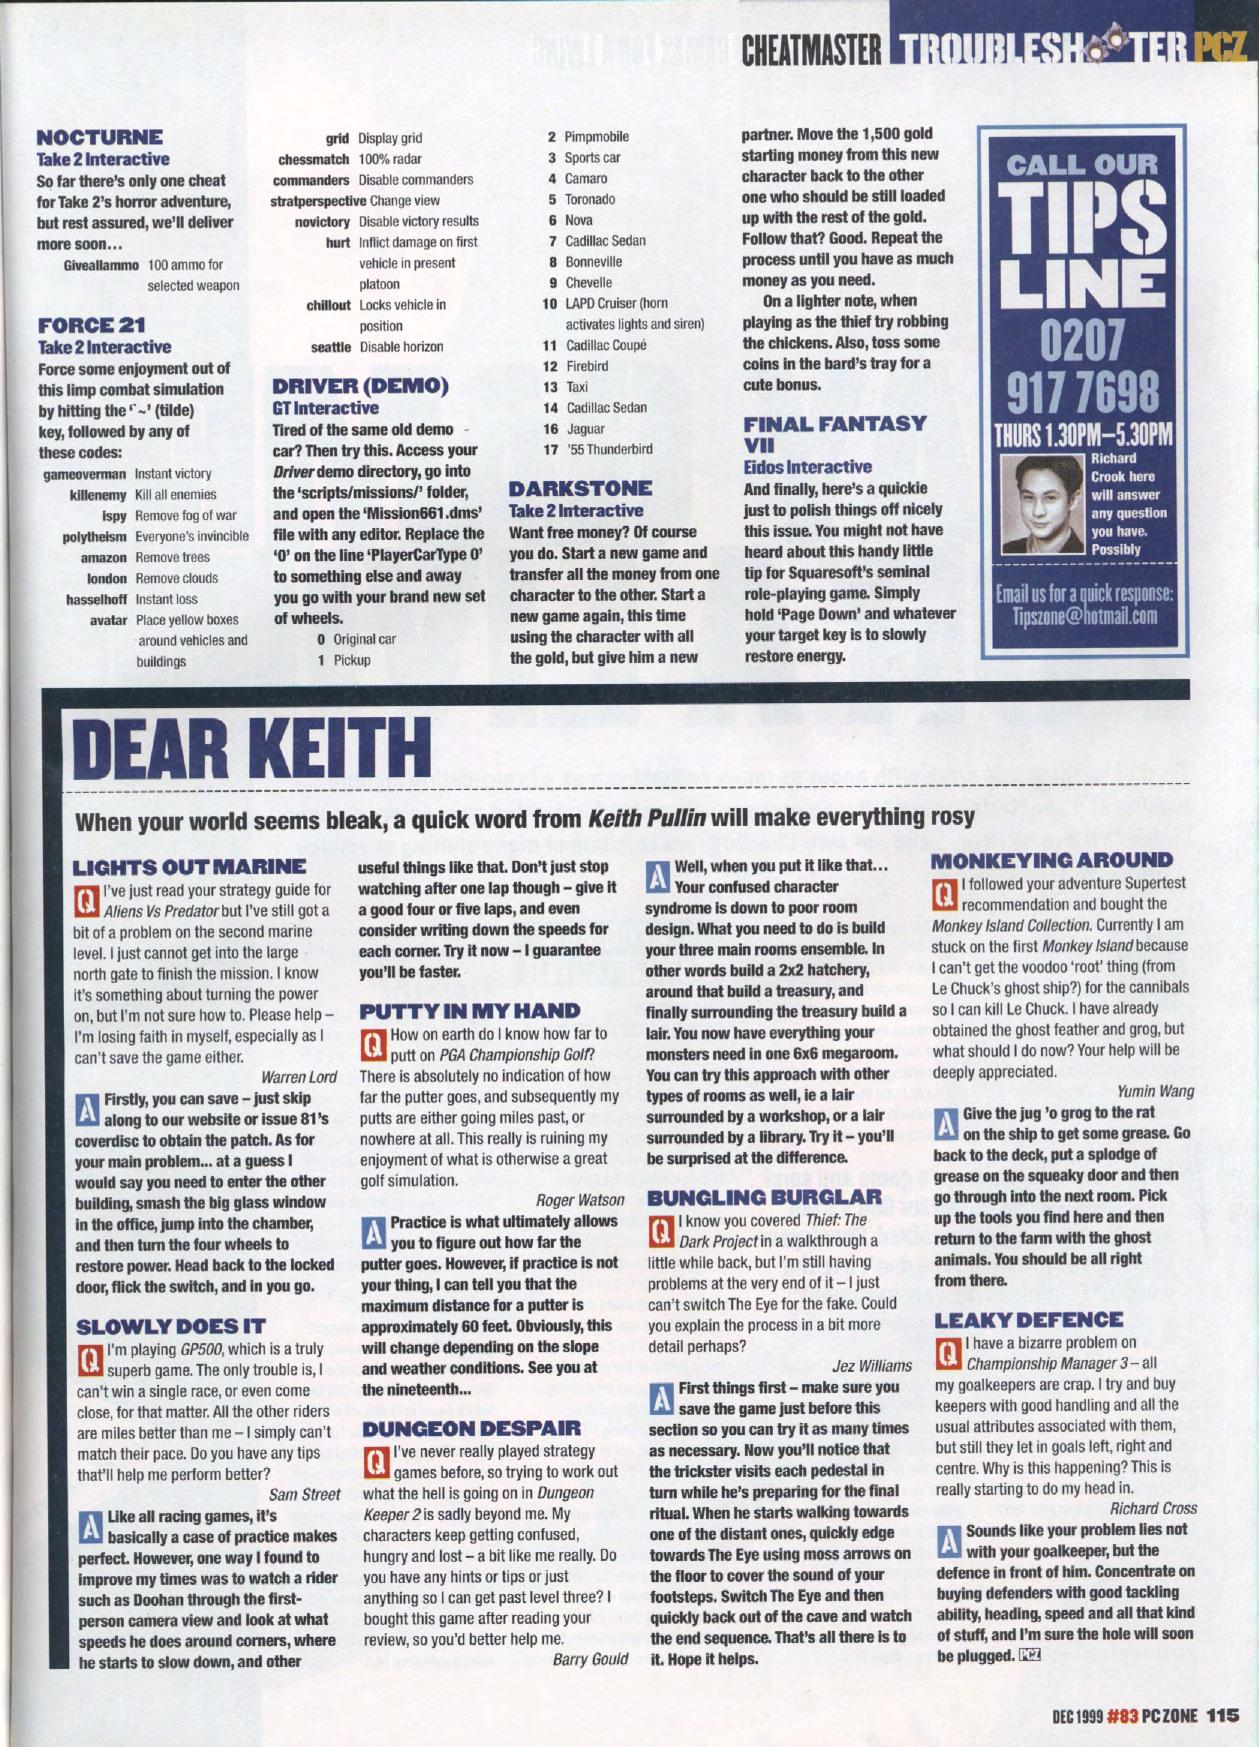 CHEATMASTER TROUBLESHOOTER PCZ
NOCTURNE
Take 2 Interactive
So far there's only one cheat
for Take 2's horror adventure,
but rest assured, we'll deliver
more soon...
Giveallammo 100 ammo for
selected weapon
FORCE 21
Take 2 Interactive
Force some enjoyment out of
this limp combat simulation
by hitting the '`~' (tilde)
key, followed by any of
these codes:
gameoverman Instant victory
killenemy Kill all enemies
ispy Remove fog of war
polytheism Everyone's invincible
amazon Remove trees
london Remove clouds
hasselhoff Instant loss
avatar Place yellow boxes
around vehicles and
buildings
grid Display grid
chessmatch 100% radar
commanders Disable commanders
stratperspective Change view
novictory Disable victory results
hurt Inflict damage on first
vehicle in present
platoon
chillout Locks vehicle in
position
seattle Disable horizon
DRIVER (DEMO)
GT Interactive
Tired of the same old demo
car? Then try this. Access your
Driver demo directory, go into
the 'scripts/missions/' folder,
and open the 'Mission661.dms'
file with any editor. Replace the
'0' on the line 'PlayerCarType 0'
to something else and away
you go with your brand new set
of wheels.
0 Original car
1 Pickup
2 Pimpmobile
3 Sports car
4 Camaro
5 Toronado
6 Nova
7 Cadillac Sedan
8 Bonneville
9 Chevelle
10 LAPD Cruiser (horn
activates lights and siren)
11 Cadillac Coupé
12 Firebird
13 Taxi
14 Cadillac Sedan
16 Jaguar
17 '55 Thunderbird
DARKSTONE
Take 2 Interactive
Want free money? Of course
you do. Start a new game and
transfer all the money from one
character to the other. Start a
new game again, this time
using the character with all
the gold, but give him a new
partner. Move the 1,500 gold
starting money from this new
character back to the other
one who should be still loaded
up with the rest of the gold.
Follow that? Good. Repeat the
process until you have as much
money as you need.
On a lighter note, when
playing as the thief try robbing
the chickens. Also, toss some
coins in the bard's tray for a
cute bonus.
FINAL FANTASY
VII
Eidos Interactive
And finally, here's a quickie
just to polish things off nicely
this issue. You might not have
heard about this handy little
tip for Squaresoft's seminal
role-playing game. Simply
hold 'Page Down' and whatever
your target key is to slowly
restore energy.
CALL OUR
TIPS
LINE
0207
917 7698
THURS 1.30PM–5.30PM
Richard
Crook here
will answer
any question
you have.
Possibly
Email us for a quick response:
Tipszone@hotmail.com
DEAR KEITH
When your world seems bleak, a quick word from Keith Pullin will make everything rosy
LIGHTS OUT MARINE
Q I've just read your strategy guide for
Aliens Vs Predator but I've still got a
bit of a problem on the second marine
level. I just cannot get into the large
north gate to finish the mission. I know
it's something about turning the power
on, but I'm not sure how to. Please help –
I'm losing faith in myself, especially as I
can't save the game either.
Warren Lord
A Firstly, you can save – just skip
along to our website or issue 81's
coverdisc to obtain the patch. As for
your main problem... at a guess I
would say you need to enter the other
building, smash the big glass window
in the office, jump into the chamber,
and then turn the four wheels to
restore power. Head back to the locked
door, flick the switch, and in you go.
SLOWLY DOES IT
Q I'm playing GP500, which is a truly
superb game. The only trouble is, I
can't win a single race, or even come
close, for that matter. All the other riders
are miles better than me – I simply can't
match their pace. Do you have any tips
that'll help me perform better?
Sam Street
A Like all racing games, it's
basically a case of practice makes
perfect. However, one way I found to
improve my times was to watch a rider
such as Doohan through the first-
person camera view and look at what
speeds he does around corners, where
he starts to slow down, and other
useful things like that. Don't just stop
watching after one lap though – give it
a good four or five laps, and even
consider writing down the speeds for
each corner. Try it now – I guarantee
you'll be faster.
PUTTY IN MY HAND
Q How on earth do I know how far to
putt on PGA Championship Golf?
There is absolutely no indication of how
far the putter goes, and subsequently my
putts are either going miles past, or
nowhere at all. This really is ruining my
enjoyment of what is otherwise a great
golf simulation.
Roger Watson
A Practice is what ultimately allows
you to figure out how far the
putter goes. However, if practice is not
your thing, I can tell you that the
maximum distance for a putter is
approximately 60 feet. Obviously, this
will change depending on the slope
and weather conditions. See you at
the nineteenth...
DUNGEON DESPAIR
Q I've never really played strategy
games before, so trying to work out
what the hell is going on in Dungeon
Keeper 2 is sadly beyond me. My
characters keep getting confused,
hungry and lost – a bit like me really. Do
you have any hints or tips or just
anything so I can get past level three? I
bought this game after reading your
review, so you'd better help me.
Barry Gould
A Well, when you put it like that...
Your confused character
syndrome is down to poor room
design. What you need to do is build
your three main rooms ensemble. In
other words build a 2x2 hatchery,
around that build a treasury, and
finally surrounding the treasury build a
lair. You now have everything your
monsters need in one 6x6 megaroom.
You can try this approach with other
types of rooms as well, ie a lair
surrounded by a workshop, or a lair
surrounded by a library. Try it – you'll
be surprised at the difference.
BUNGLING BURGLAR
Q I know you covered Thief: The
Dark Project in a walkthrough a
little while back, but I'm still having
problems at the very end of it – I just
can't switch The Eye for the fake. Could
you explain the process in a bit more
detail perhaps?
Jez Williams
A First things first – make sure you
save the game just before this
section so you can try it as many times
as necessary. Now you'll notice that
the trickster visits each pedestal in
turn while he's preparing for the final
ritual. When he starts walking towards
one of the distant ones, quickly edge
towards The Eye using moss arrows on
the floor to cover the sound of your
footsteps. Switch The Eye and then
quickly back out of the cave and watch
the end sequence. That's all there is to
it. Hope it helps.
MONKEYING AROUND
Q I followed your adventure Supertest
recommendation and bought the
Monkey Island Collection. Currently I am
stuck on the first Monkey Island because
I can't get the voodoo 'root' thing (from
Le Chuck's ghost ship?) for the cannibals
so I can kill Le Chuck. I have already
obtained the ghost feather and grog, but
what should I do now? Your help will be
deeply appreciated.
Yumin Wang
A Give the jug 'o grog to the rat
on the ship to get some grease. Go
back to the deck, put a splodge of
grease on the squeaky door and then
go through into the next room. Pick
up the tools you find here and then
return to the farm with the ghost
animals. You should be all right
from there.
LEAKY DEFENCE
Q I have a bizarre problem on
Championship Manager 3 – all
my goalkeepers are crap. I try and buy
keepers with good handling and all the
usual attributes associated with them,
but still they let in goals left, right and
centre. Why is this happening? This is
really starting to do my head in.
Richard Cross
A Sounds like your problem lies not
with your goalkeeper, but the
defence in front of him. Concentrate on
buying defenders with good tackling
ability, heading, speed and all that kind
of stuff, and I'm sure the hole will soon
be plugged. PCZ
DEC 1999 #83 PC ZONE 115